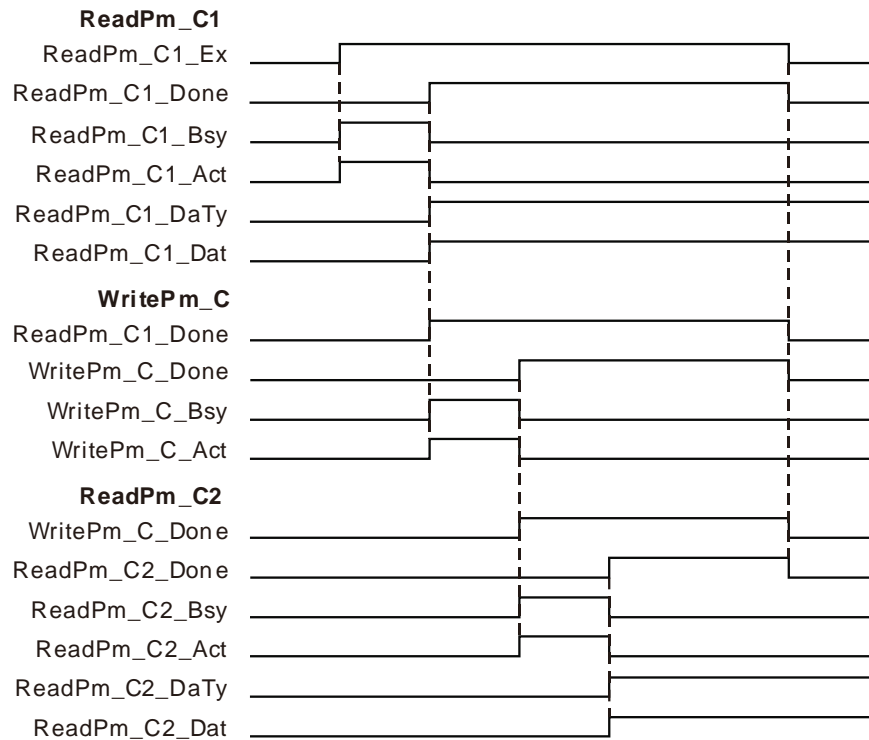 ReadPm_C1
ReadPm_C1_Ex
ReadPm_C1_Done
ReadPm_C1_Bsy
ReadPm_C1_Act
ReadPm_C1_DaTy
ReadPm_C1_Dat
WritePm_C
ReadPm_C1_Done
WritePm_C_Done
WritePm_C_Bsy
WritePm_C_Act
ReadPm_C2
WritePm_C_Done
ReadPm_C2_Done
ReadPm_C2_Bsy
ReadPm_C2_Act
ReadPm_C2_DaTy
ReadPm_C2_Dat